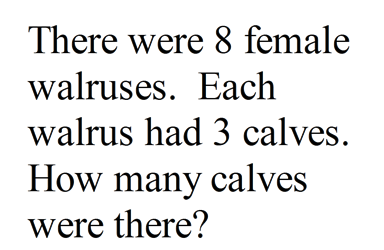 There were 8 female
walruses.  Each
walrus had 3 calves.
How many calves
were there?